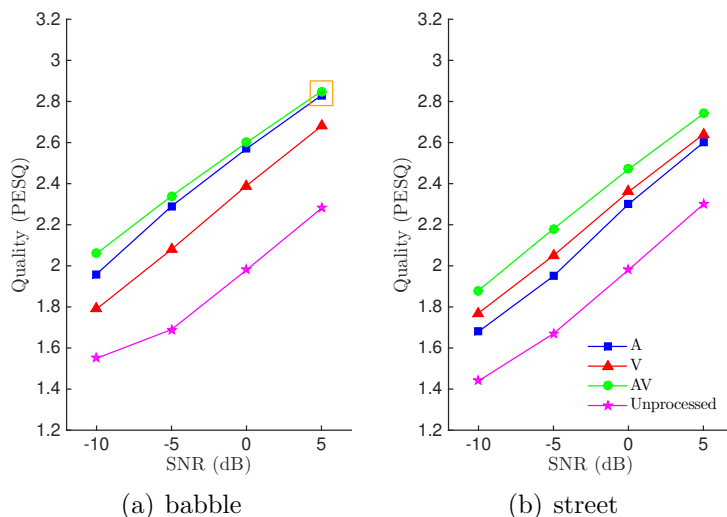 3.2
3
2.8
2.6
2.4
2.2
2
1.8
1.6
1.4
1.2
Quality (PESQ)
-10 -5 0 5
SNR (dB)
(a) babble
3.2
3
2.8
2.6
2.4
2.2
2
1.8
1.6
1.4
1.2
Quality (PESQ)
A
V
AV
Unprocessed
-10 -5 0 5
SNR (dB)
(b) street